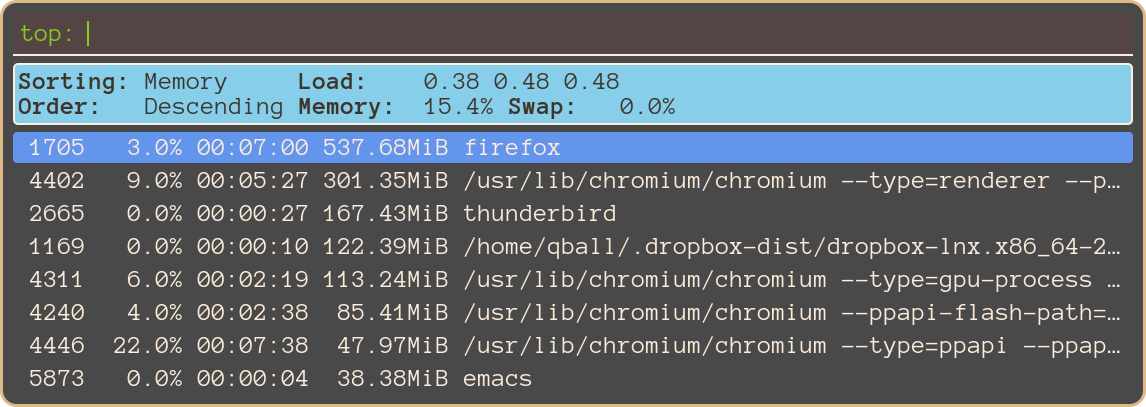 top:
Sorting: Memory Load: 0.38 0.48 0.48
Order: Descending Memory: 15.4% Swap: 0.0%
1705 3.0% 00:07:00 537.68MiB firefox
4402 9.0% 00:05:27 301.35MiB /usr/lib/chromium/chromium --type=renderer --p…
2665 0.0% 00:00:27 167.43MiB thunderbird
1169 0.0% 00:00:10 122.39MiB /home/qball/.dropbox-dist/dropbox-lnx.x86_64-2…
4311 6.0% 00:02:19 113.24MiB /usr/lib/chromium/chromium --type=gpu-process …
4240 4.0% 00:02:38 85.41MiB /usr/lib/chromium/chromium --ppapi-flash-path=…
4446 22.0% 00:07:38 47.97MiB /usr/lib/chromium/chromium --type=ppapi --ppap…
5873 0.0% 00:00:04 38.38MiB emacs